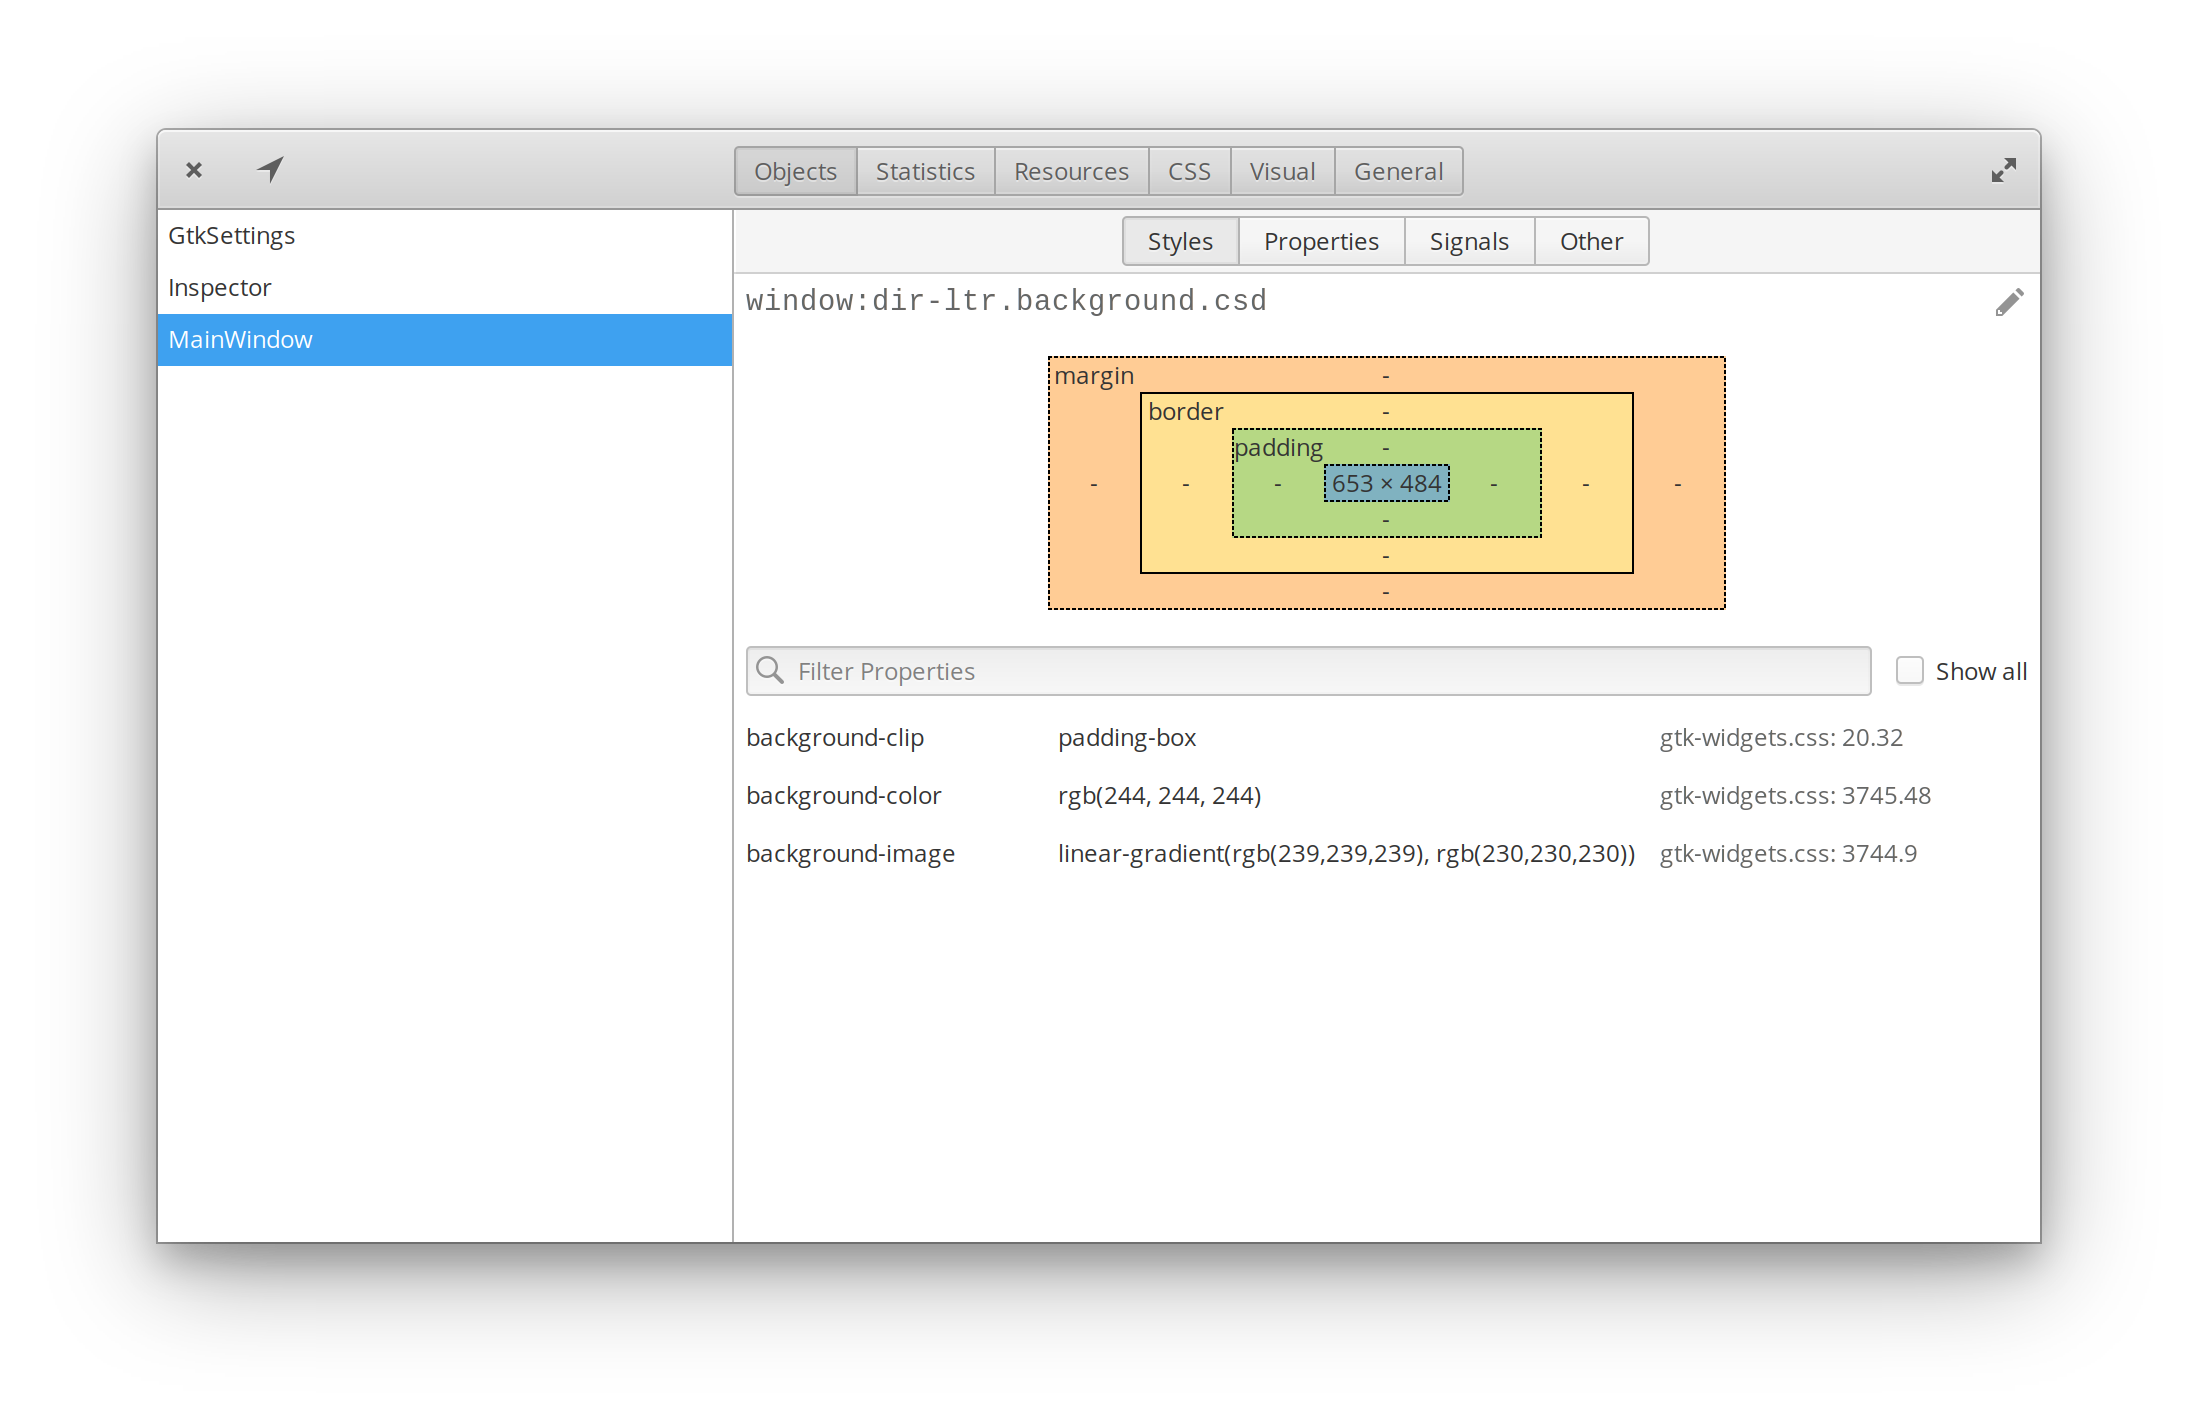 Objects Statistics Resources CSS Visual General
GtkSettings
Inspector
MainWindow
Styles Properties Signals Other
window:dir-ltr.background.csd
margin -
border -
padding -
- - - 653 × 484 - - -
-
-
-
Filter Properties Show all
background-clip padding-box gtk-widgets.css: 20.32
background-color rgb(244, 244, 244) gtk-widgets.css: 3745.48
background-image linear-gradient(rgb(239,239,239), rgb(230,230,230)) gtk-widgets.css: 3744.9